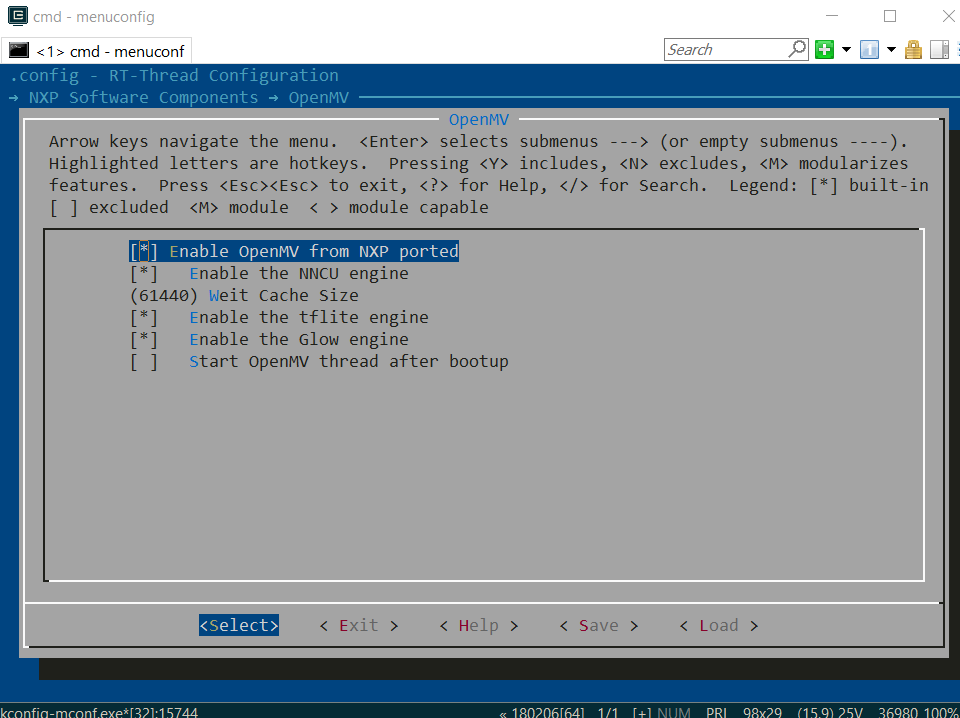 cmd - menuconfig
<1> cmd - menuconf
Search
.config - RT-Thread Configuration
→ NXP Software Components → OpenMV
OpenMV
Arrow keys navigate the menu.  <Enter> selects submenus ---> (or empty submenus ----).
Highlighted letters are hotkeys.  Pressing <Y> includes, <N> excludes, <M> modularizes
features.  Press <Esc><Esc> to exit, <?> for Help, </> for Search.  Legend: [*] built-in
[ ] excluded  <M> module  < > module capable
[*] Enable OpenMV from NXP ported
[*]   Enable the NNCU engine
(61440) Weit Cache Size
[*]   Enable the tflite engine
[*]   Enable the Glow engine
[ ]   Start OpenMV thread after bootup
<Select>    < Exit >    < Help >    < Save >    < Load >
kconfig-mconf.exe*[32]:15744  « 180206[64]  1/1  [+] NUM  PRI  98x29  (15,9) 25V  36980 100%